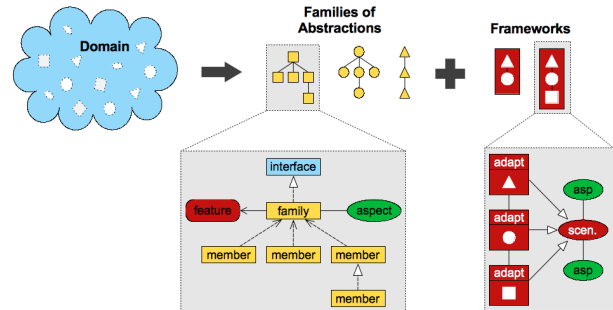 Domain
Families of
Abstractions
Frameworks
interface
feature
family
aspect
member
member
member
member
adapt
adapt
adapt
asp
scen.
asp